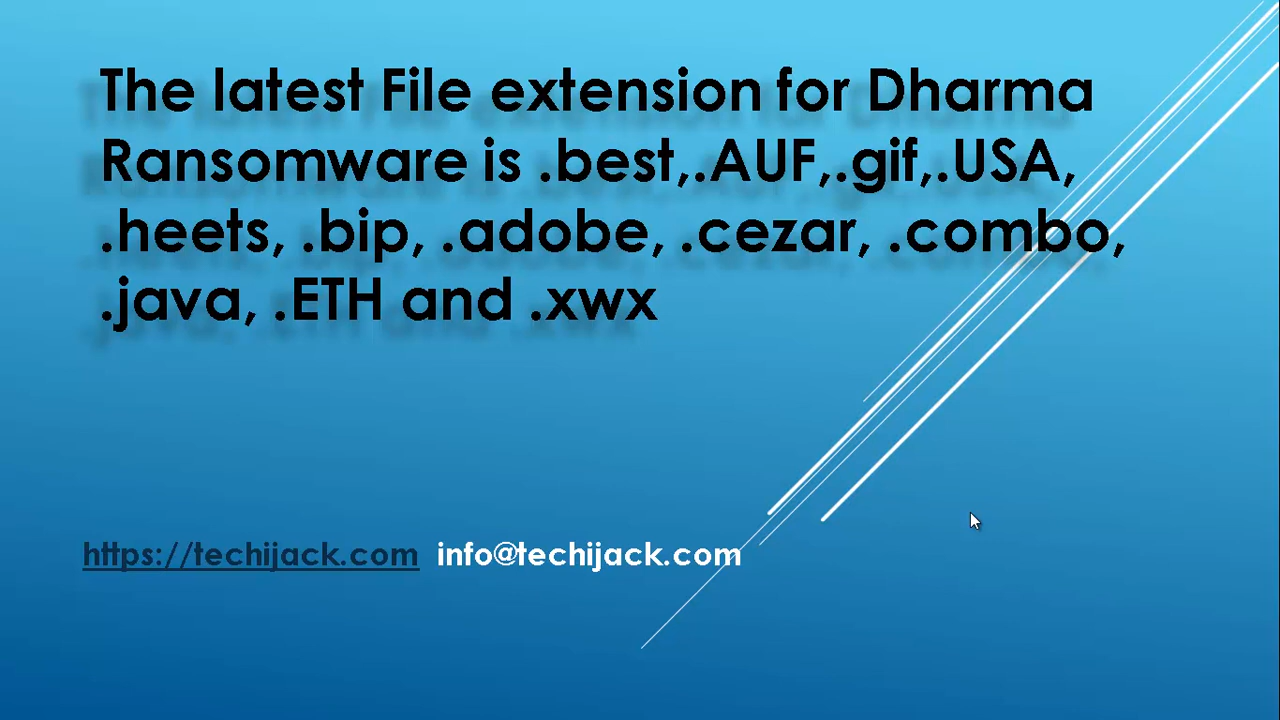 The latest File extension for Dharma
Ransomware is .best,.AUF,.gif,.USA,
.heets, .bip, .adobe, .cezar, .combo,
.java, .ETH and .xwx
https://techijack.com info@techijack.com